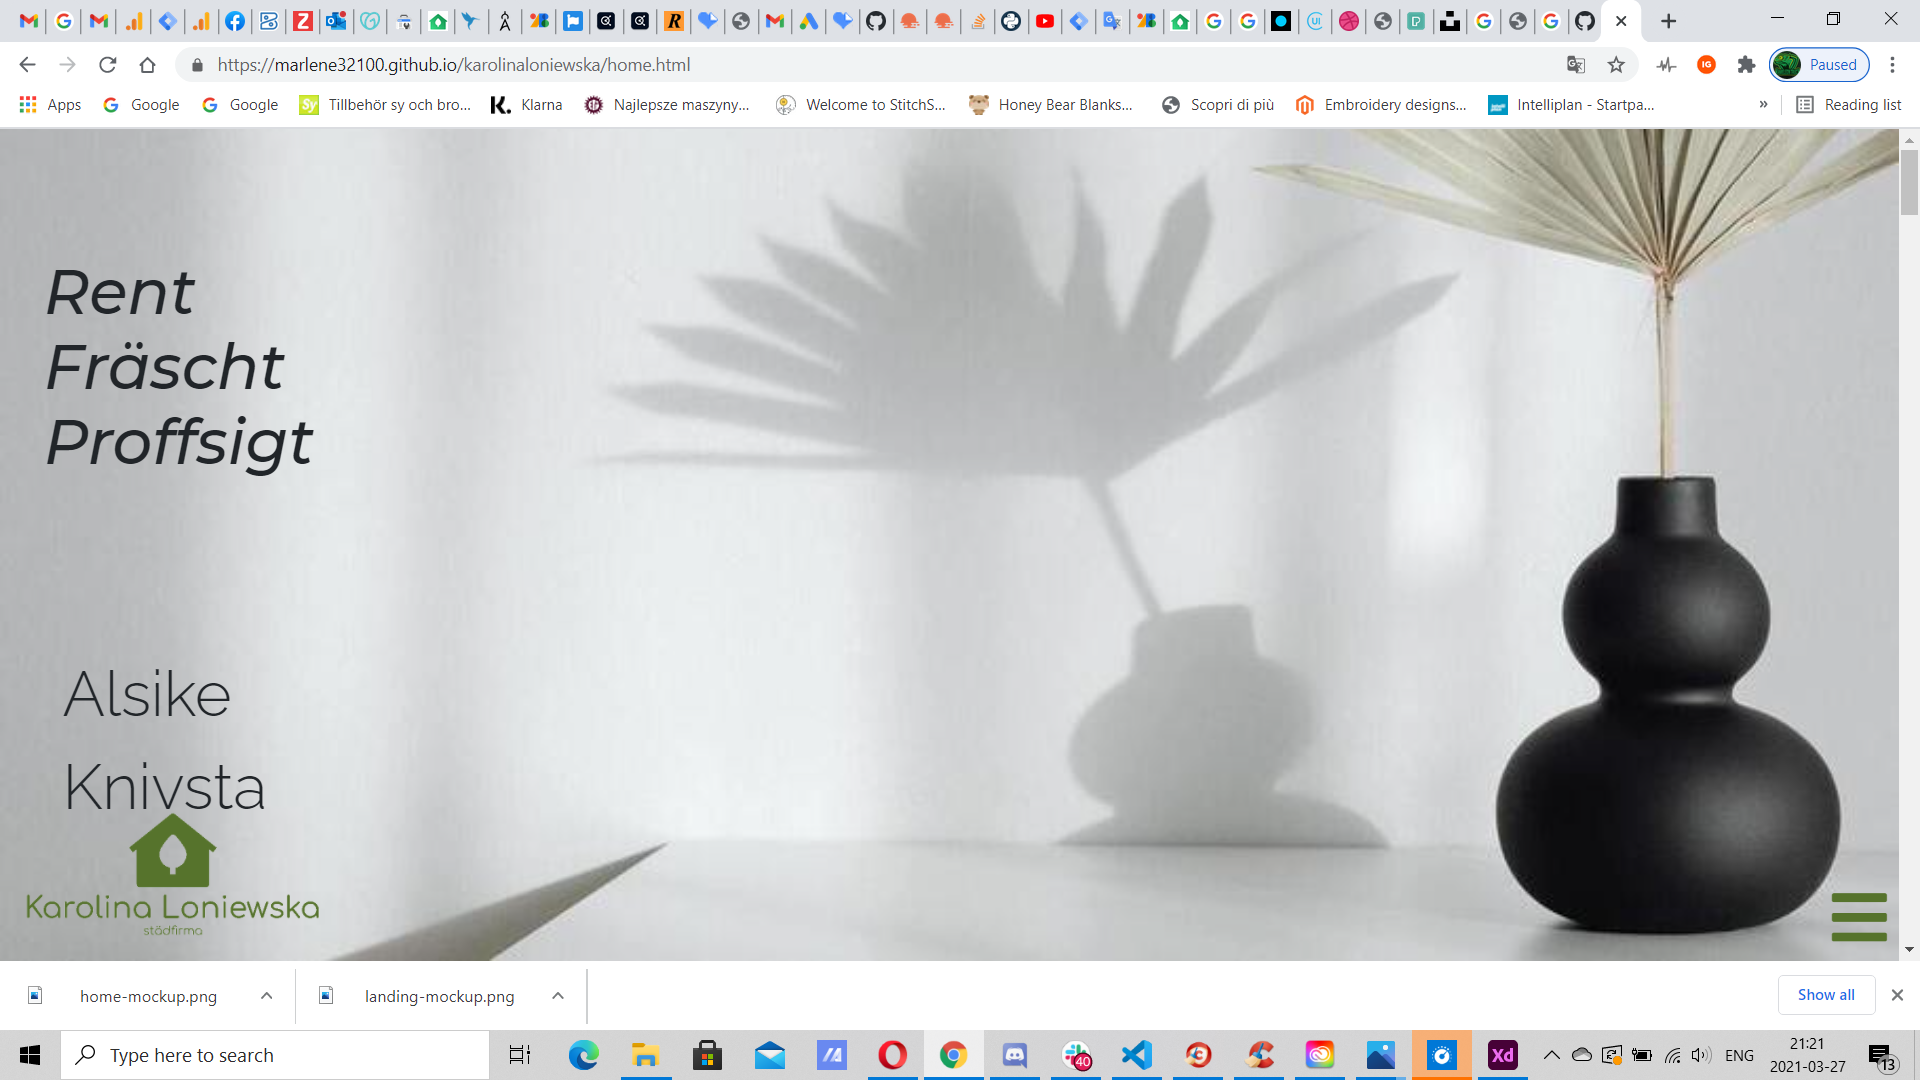 https://marlene32100.github.io/karolinaloniewska/home.html
Paused
Apps
Google
Google
Tillbehör sy och bro...
Klarna
Najlepsze maszyny...
Welcome to StitchS...
Honey Bear Blanks...
Scopri di più
Embroidery designs...
Intelliplan - Startpa...
»
Reading list
Rent
Fräscht
Proffsigt
Alsike
Knivsta
Karolina Loniewska
städfirma
home-mockup.png
landing-mockup.png
Show all
Type here to search
40
ENG
21:21
2021-03-27
13